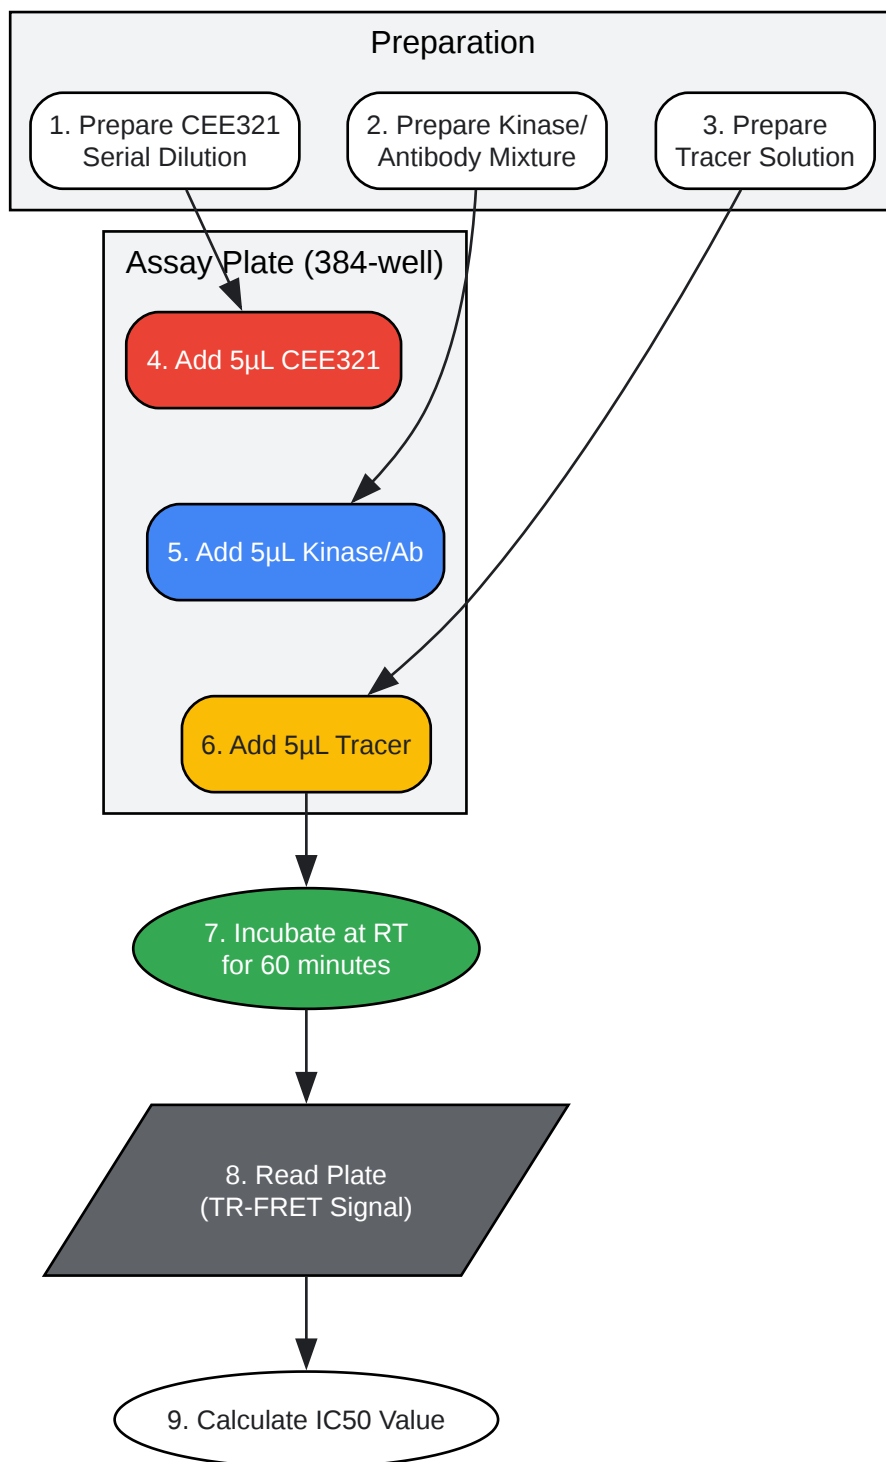 Preparation
1. Prepare CEE321
Serial Dilution
2. Prepare Kinase/
Antibody Mixture
3. Prepare
Tracer Solution
Assay Plate (384-well)
4. Add 5µL CEE321
5. Add 5µL Kinase/Ab
6. Add 5µL Tracer
7. Incubate at RT
for 60 minutes
8. Read Plate
(TR-FRET Signal)
9. Calculate IC50 Value